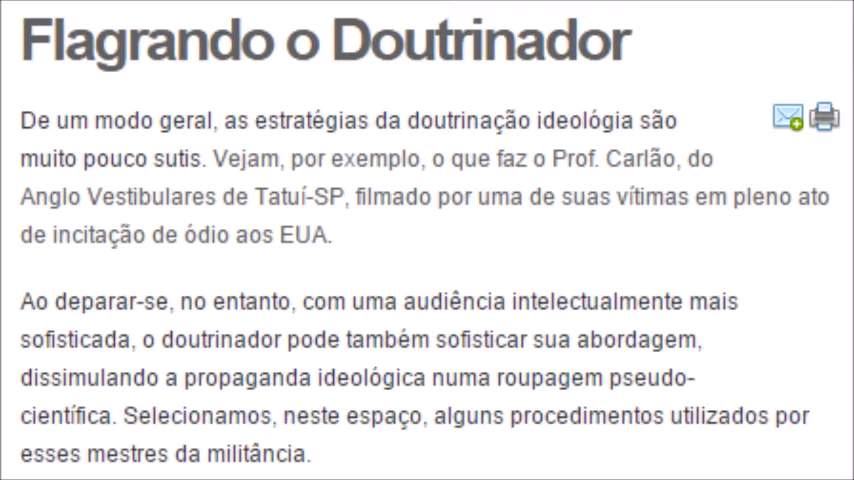 Flagrando o Doutrinador
De um modo geral, as estratégias da doutrinação ideológia são
muito pouco sutis. Vejam, por exemplo, o que faz o Prof. Carlão, do
Anglo Vestibulares de Tatuí-SP, filmado por uma de suas vítimas em pleno ato
de incitação de ódio aos EUA.
Ao deparar-se, no entanto, com uma audiência intelectualmente mais
sofisticada, o doutrinador pode também sofisticar sua abordagem,
dissimulando a propaganda ideológica numa roupagem pseudo-
científica. Selecionamos, neste espaço, alguns procedimentos utilizados por
esses mestres da militância.